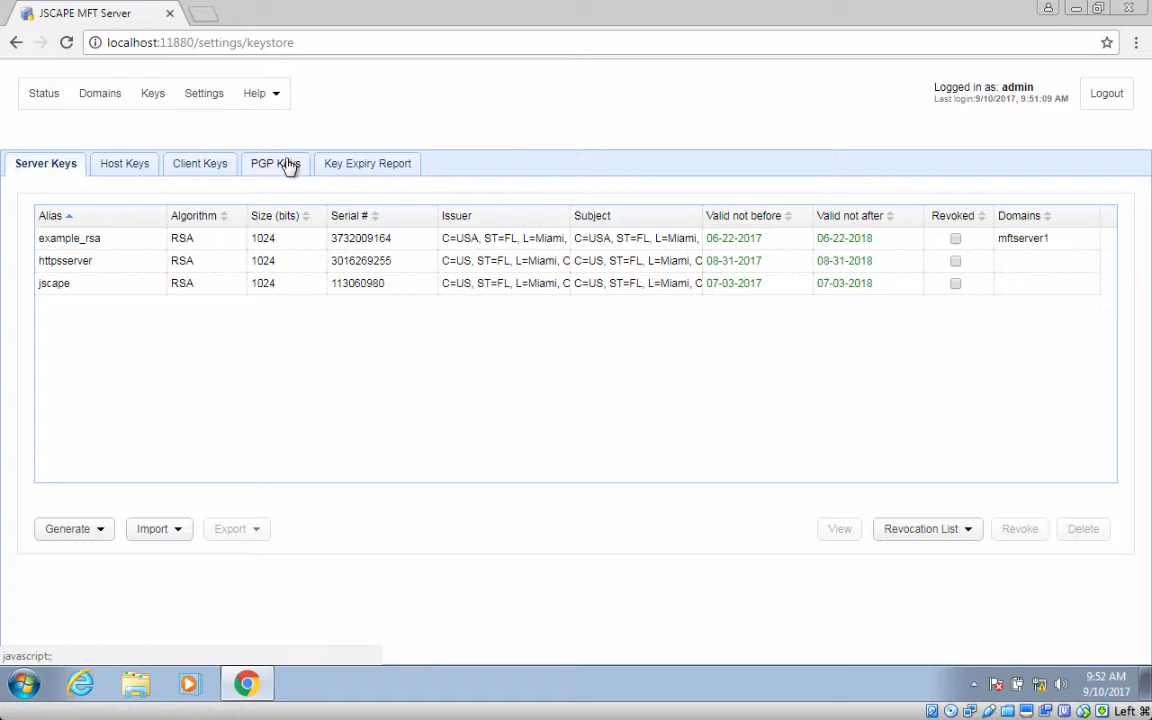 JSCAPE MFT Server
localhost:11880/settings/keystore
Status Domains Keys Settings Help
Logged in as: admin
Last login:9/10/2017, 9:51:09 AM
Logout
Server Keys Host Keys Client Keys PGP Keys Key Expiry Report
Alias Algorithm Size (bits) Serial # Issuer Subject Valid not before Valid not after Revoked Domains
example_rsa RSA 1024 3732009164 C=USA, ST=FL, L=Miami, C=USA, ST=FL, L=Miami, 06-22-2017 06-22-2018 mftserver1
httpsserver RSA 1024 3016269255 C=US, ST=FL, L=Miami, O C=US, ST=FL, L=Miami, O 08-31-2017 08-31-2018
jscape RSA 1024 113060980 C=US, ST=FL, L=Miami, O C=US, ST=FL, L=Miami, O 07-03-2017 07-03-2018
Generate Import Export View Revocation List Revoke Delete
javascript:;
9:52 AM
9/10/2017
Left ⌘